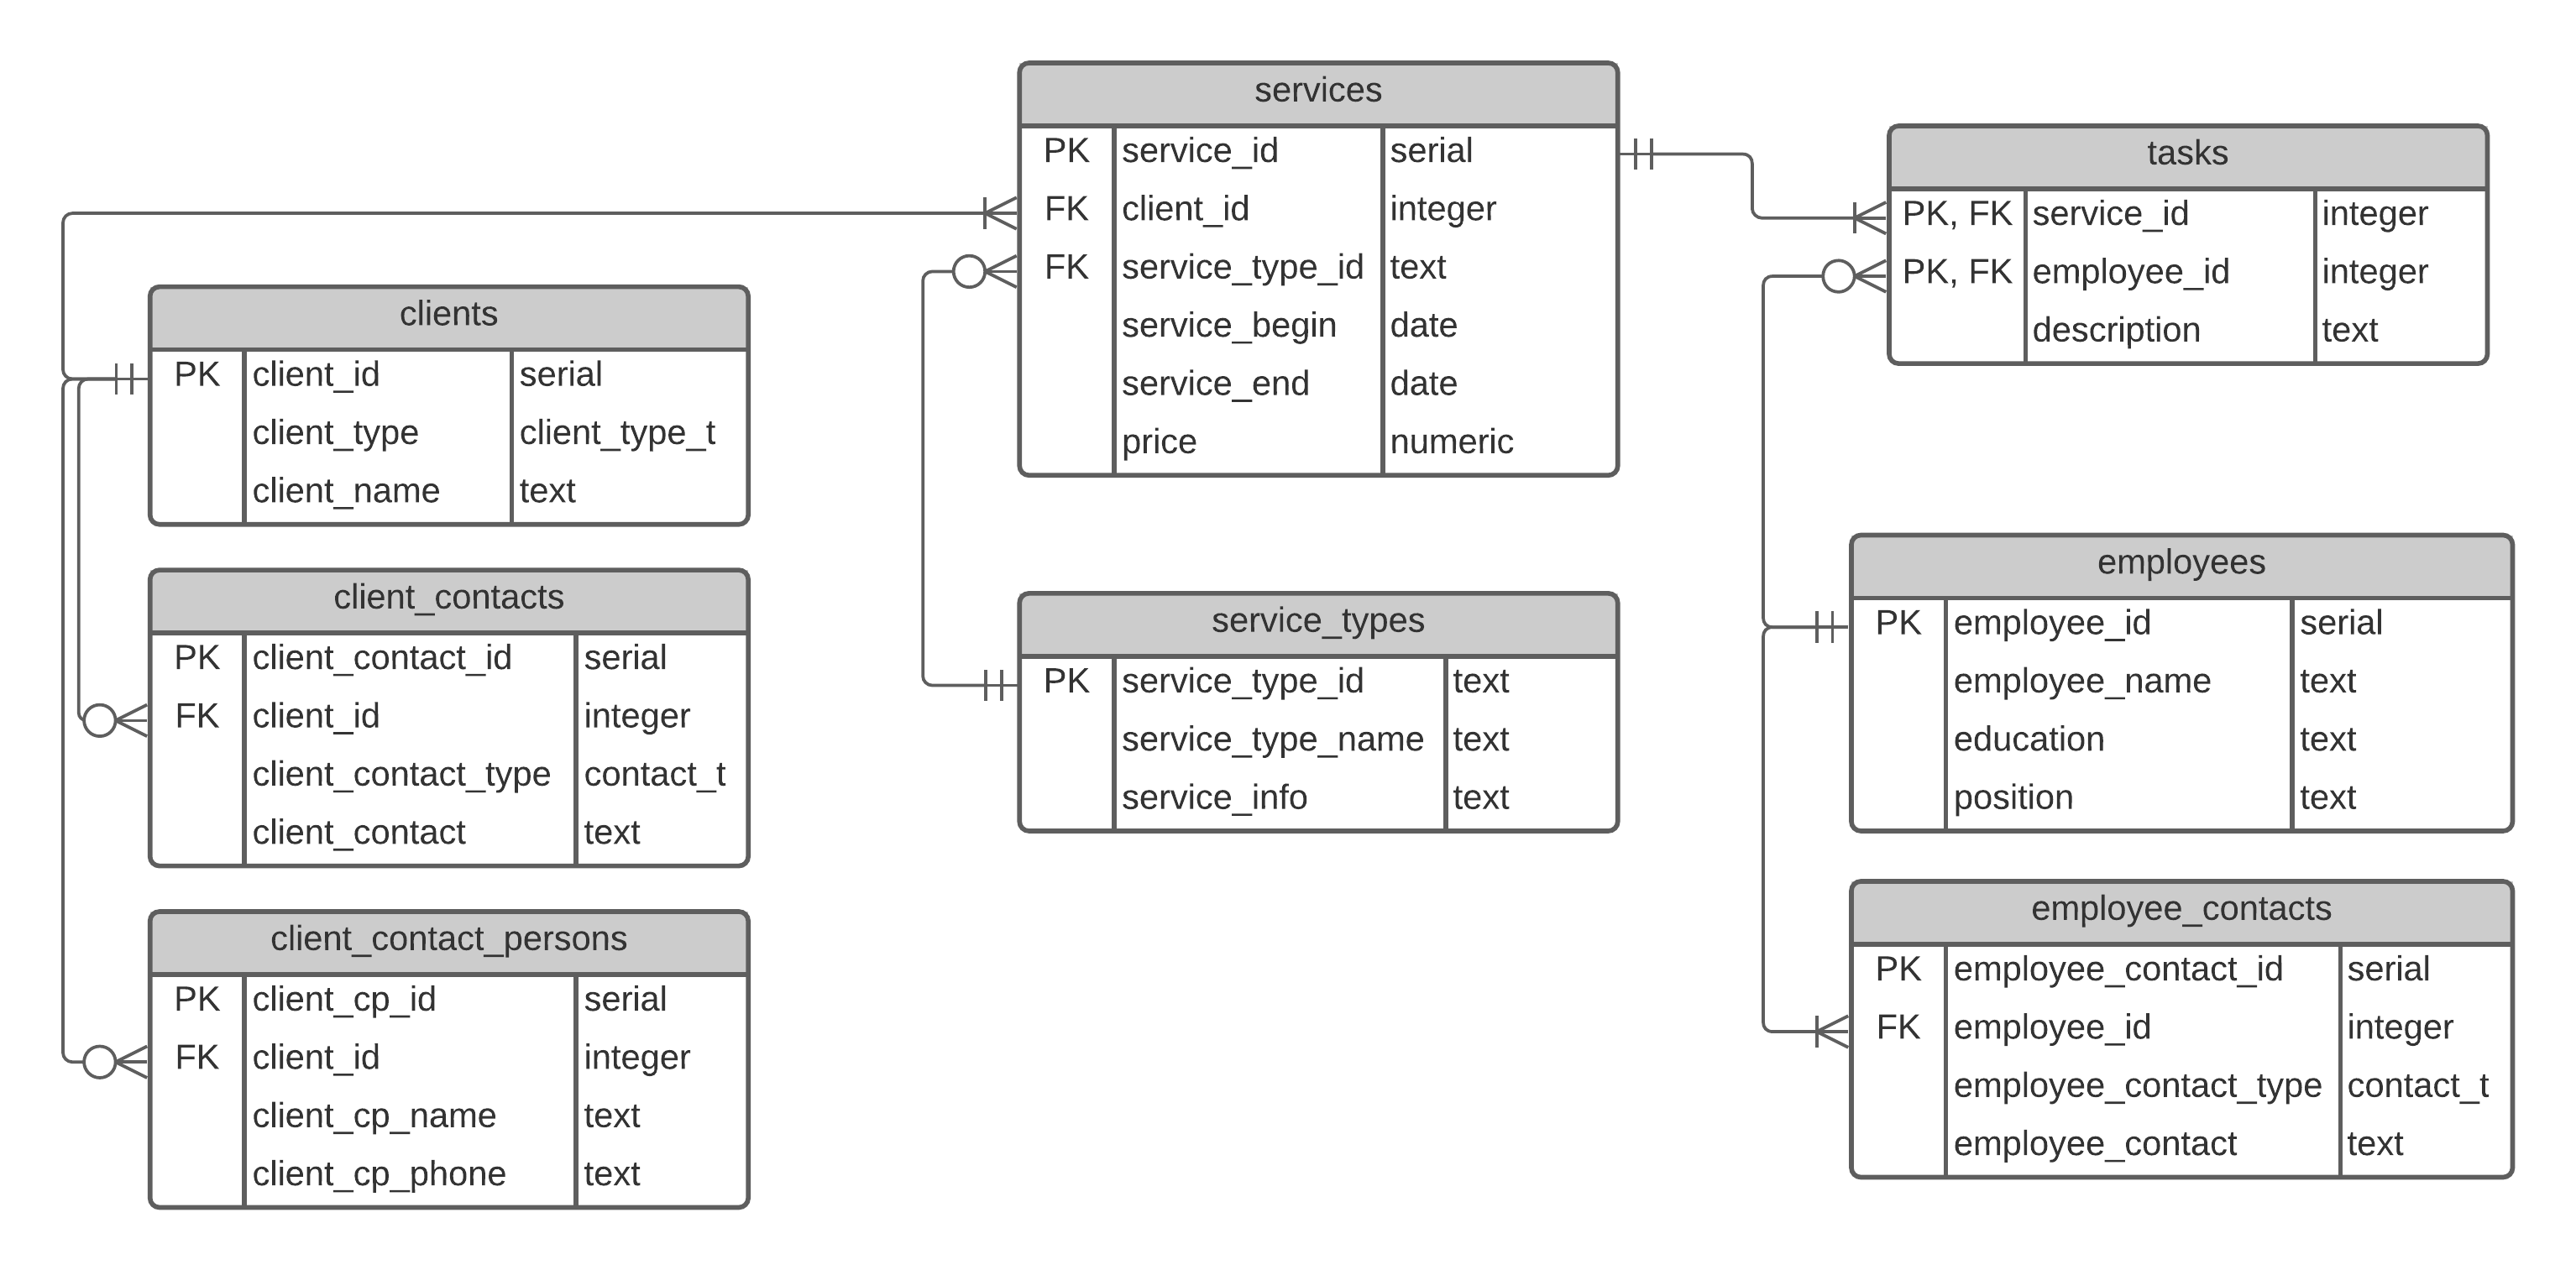 services
PK service_id serial
FK client_id integer
FK service_type_id text
service_begin date
service_end date
price numeric
tasks
PK, FK service_id integer
PK, FK employee_id integer
description text
clients
PK client_id serial
client_type client_type_t
client_name text
client_contacts
PK client_contact_id serial
FK client_id integer
client_contact_type contact_t
client_contact text
client_contact_persons
PK client_cp_id serial
FK client_id integer
client_cp_name text
client_cp_phone text
service_types
PK service_type_id text
service_type_name text
service_info text
employees
PK employee_id serial
employee_name text
education text
position text
employee_contacts
PK employee_contact_id serial
FK employee_id integer
employee_contact_type contact_t
employee_contact text